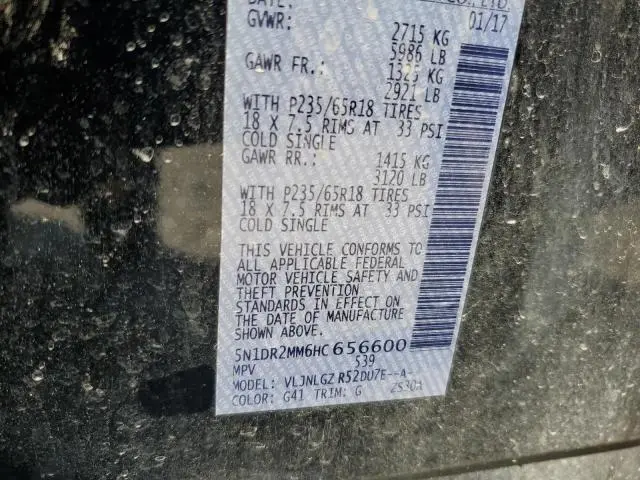 DATE: 01/17
GVWR: 2715 KG
5986 LB
GAWR FR.: 1325 KG
2921 LB
WITH P235/65R18 TIRES
18 X 7.5 RIMS AT 33 PSI
COLD SINGLE
GAWR RR.: 1415 KG
3120 LB
WITH P235/65R18 TIRES
18 X 7.5 RIMS AT 33 PSI
COLD SINGLE
THIS VEHICLE CONFORMS TO
ALL APPLICABLE FEDERAL
MOTOR VEHICLE SAFETY AND
THEFT PREVENTION
STANDARDS IN EFFECT ON
THE DATE OF MANUFACTURE
SHOWN ABOVE.
5N1DR2MM6HC656600
MPV 539
MODEL: VLJNLGZ R52DU7E--A-
COLOR: G41 TRIM: G 2530A